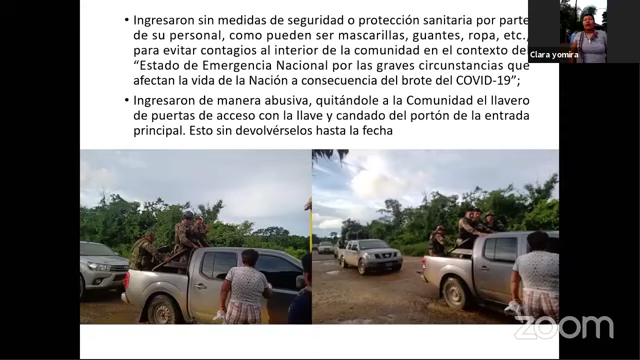 • Ingresaron sin medidas de seguridad o protección sanitaria por parte
de su personal, como pueden ser mascarillas, guantes, ropa, etc.,
para evitar contagios al interior de la comunidad en el contexto de
“Estado de Emergencia Nacional por las graves circunstancias que
afectan la vida de la Nación a consecuencia del brote del COVID-19”;
• Ingresaron de manera abusiva, quitándole a la Comunidad el llavero
de puertas de acceso con la llave y candado del portón de la entrada
principal. Esto sin devolvérselos hasta la fecha
Clara yomira
zoom